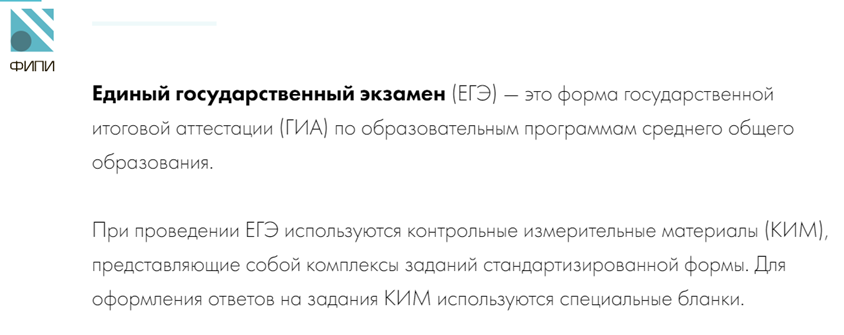 ФИПИ
Единый государственный экзамен (ЕГЭ) — это форма государственной
итоговой аттестации (ГИА) по образовательным программам среднего общего
образования.
При проведении ЕГЭ используются контрольные измерительные материалы (КИМ),
представляющие собой комплексы заданий стандартизированной формы. Для
оформления ответов на задания КИМ используются специальные бланки.